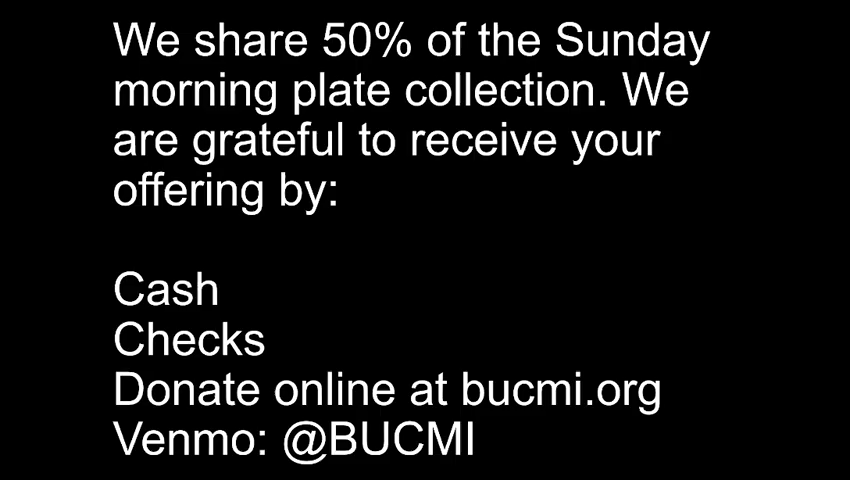 We share 50% of the Sunday
morning plate collection. We
are grateful to receive your
offering by:
Cash
Checks
Donate online at bucmi.org
Venmo: @BUCMI